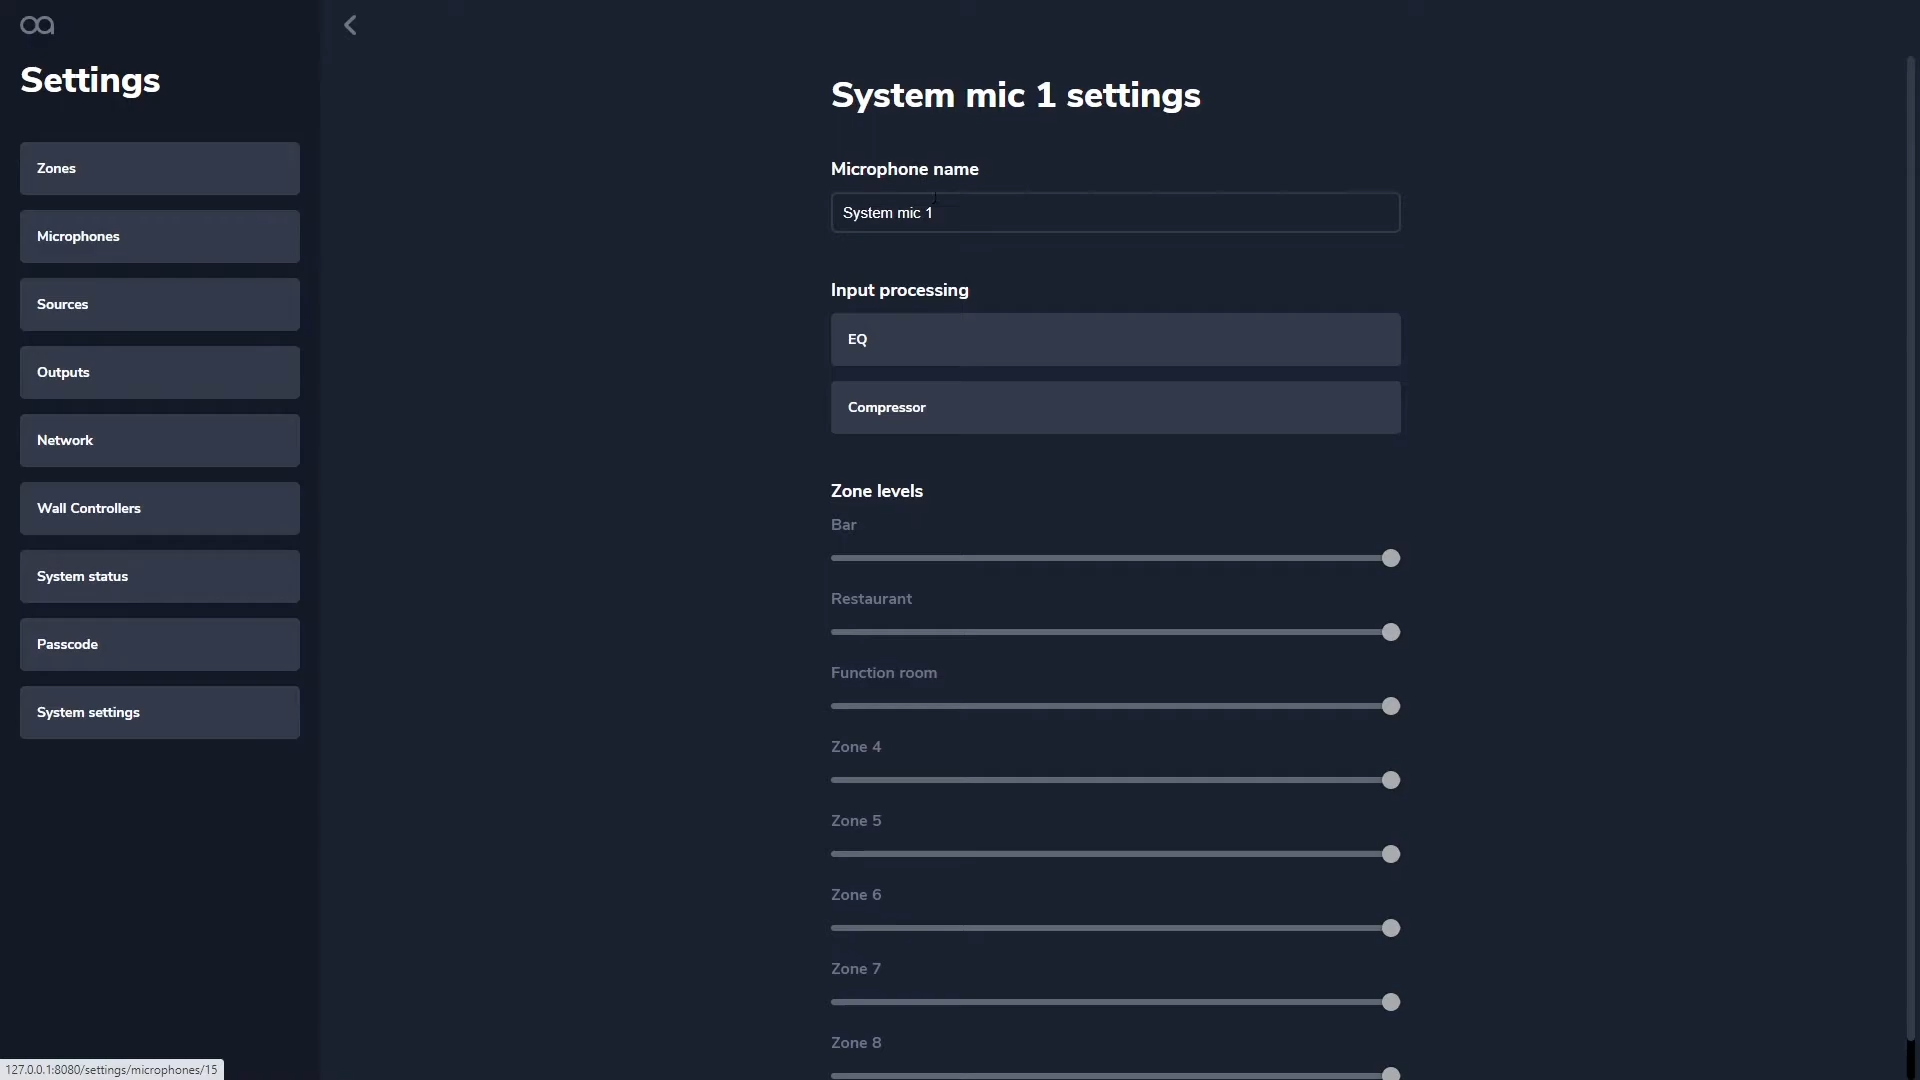 Settings
Zones
Microphones
Sources
Outputs
Network
Wall Controllers
System status
Passcode
System settings
System mic 1 settings
Microphone name
System mic 1
Input processing
EQ
Compressor
Zone levels
Bar
Restaurant
Function room
Zone 4
Zone 5
Zone 6
Zone 7
Zone 8
127.0.0.1:8080/settings/microphones/15